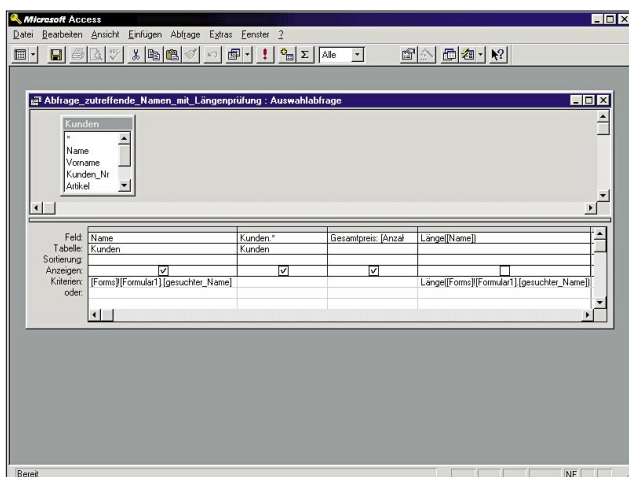 Microsoft Access
Datei Bearbeiten Ansicht Einfügen Abfrage Extras Fenster ?
Alle
Abfrage_zutreffende_Namen_mit_Längenprüfung : Auswahlabfrage
Kunden
*
Name
Vorname
Kunden_Nr
Artikel
Feld: Name Kunden.* Gesamtpreis: [Anzahl Länge([Name])
Tabelle: Kunden Kunden
Sortierung:
Anzeigen:
Kriterien: [Forms]![Formular1].[gesuchter_Name] Länge([Forms]![Formular1].[gesuchter_Name])
oder:
Bereit NF